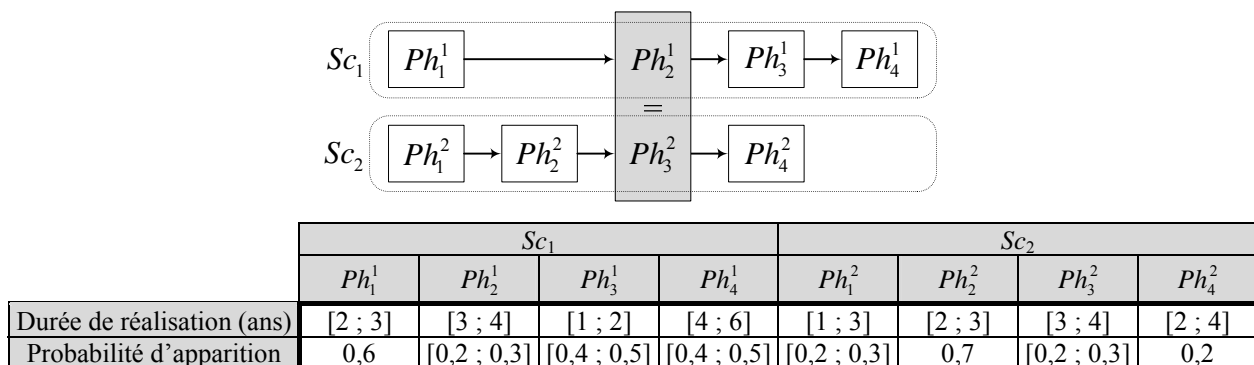 Sc₁ Ph₁¹ Ph₂¹ Ph₃¹ Ph₄¹
=
Sc₂ Ph₁² Ph₂² Ph₃² Ph₄²
Sc₁ Sc₂
Ph₁¹ Ph₂¹ Ph₃¹ Ph₄¹ Ph₁² Ph₂² Ph₃² Ph₄²
Durée de réalisation (ans) [2 ; 3] [3 ; 4] [1 ; 2] [4 ; 6] [1 ; 3] [2 ; 3] [3 ; 4] [2 ; 4]
Probabilité d'apparition 0,6 [0,2 ; 0,3] [0,4 ; 0,5] [0,4 ; 0,5] [0,2 ; 0,3] 0,7 [0,2 ; 0,3] 0,2